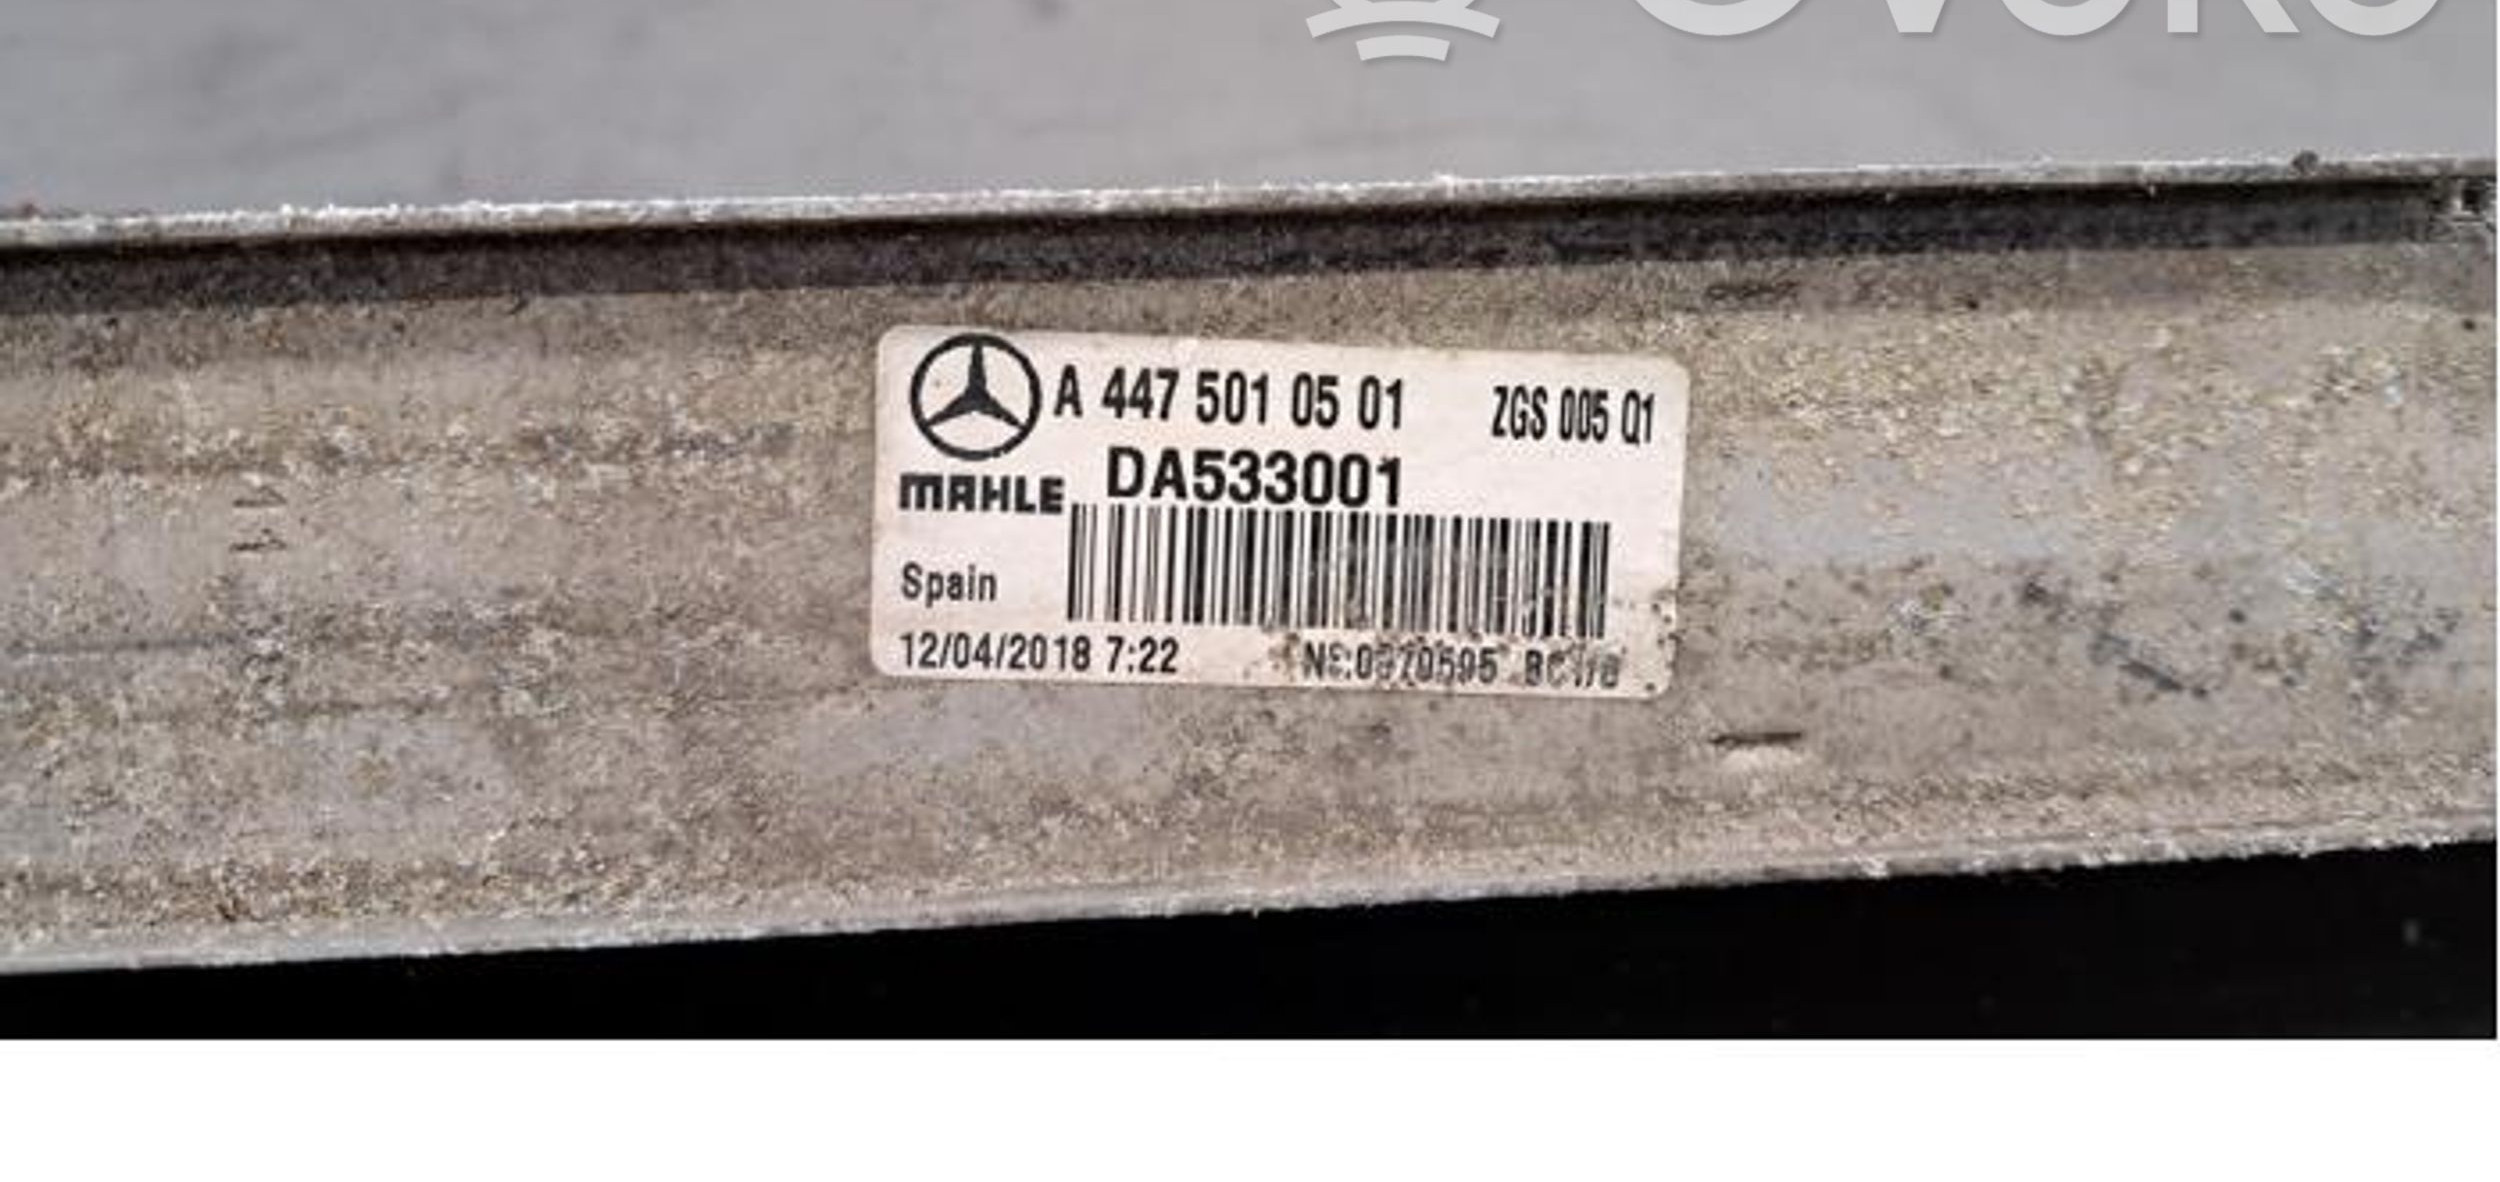 A 447 501 05 01 ZGS 005 Q1
MAHLE DA533001
Spain
12/04/2018 7:22